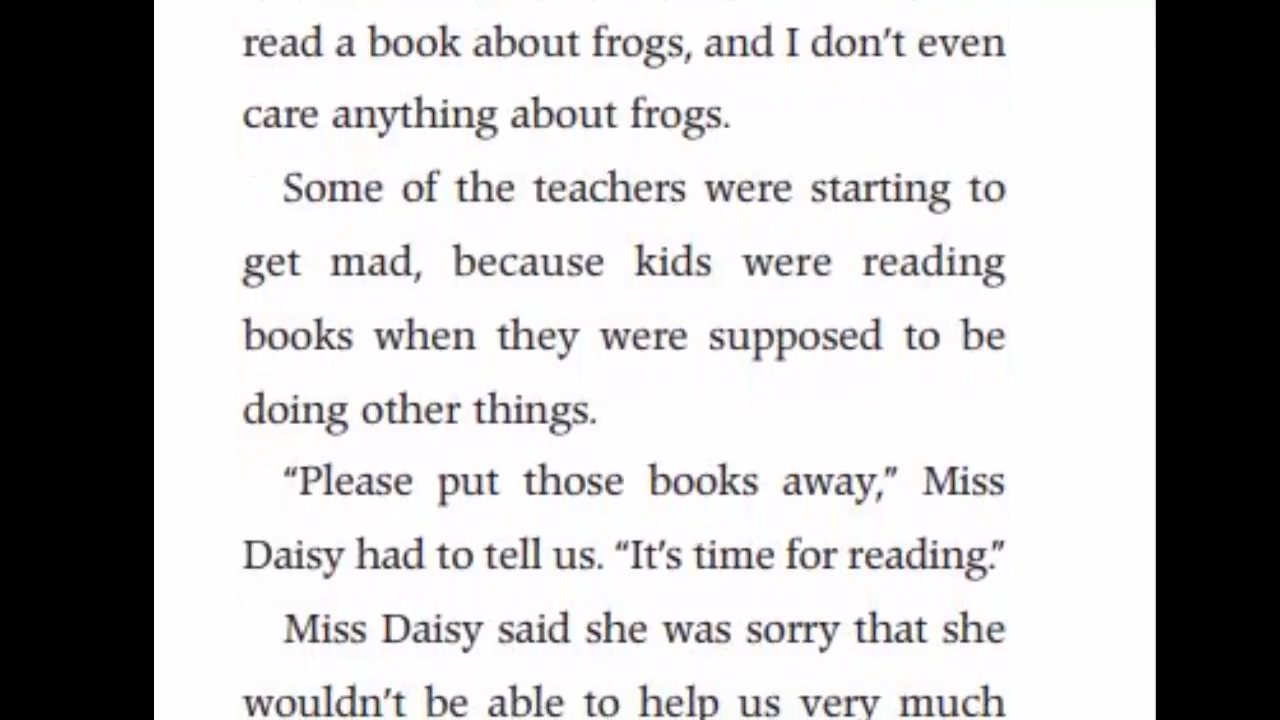 read a book about frogs, and I don’t even
care anything about frogs.
Some of the teachers were starting to
get mad, because kids were reading
books when they were supposed to be
doing other things.
“Please put those books away,” Miss
Daisy had to tell us. “It’s time for reading.”
Miss Daisy said she was sorry that she
wouldn’t be able to help us very much